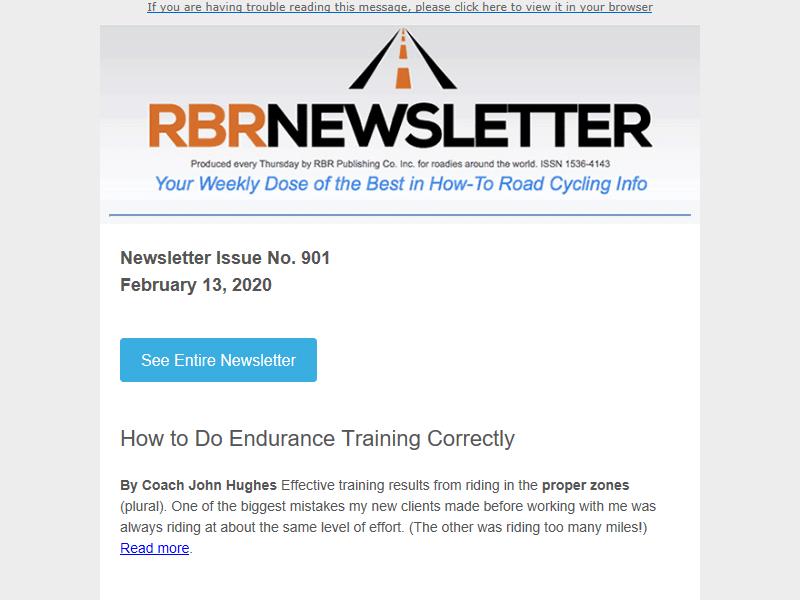 If you are having trouble reading this message, please click here to view it in your browser
RBRNEWSLETTER
Produced every Thursday by RBR Publishing Co. Inc. for roadies around the world. ISSN 1536-4143
Your Weekly Dose of the Best in How-To Road Cycling Info
Newsletter Issue No. 901
February 13, 2020
See Entire Newsletter
How to Do Endurance Training Correctly
By Coach John Hughes Effective training results from riding in the proper zones
(plural). One of the biggest mistakes my new clients made before working with me was
always riding at about the same level of effort. (The other was riding too many miles!)
Read more.